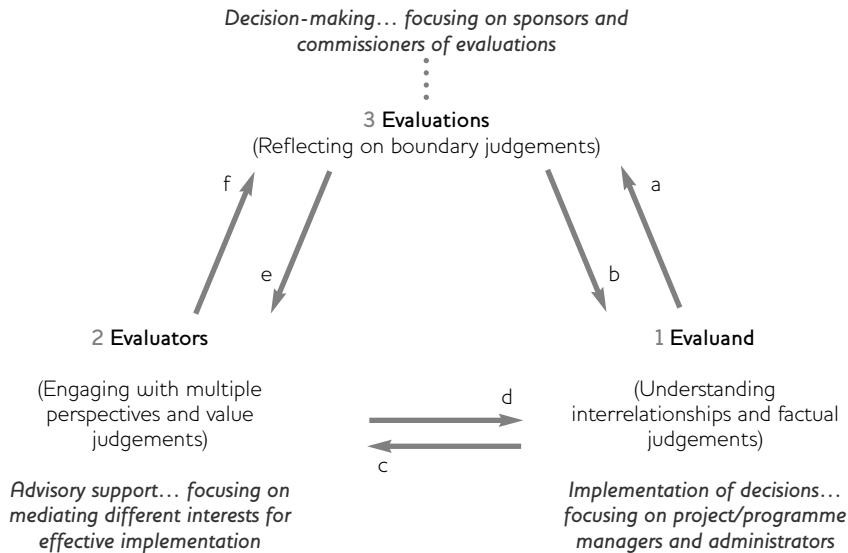 Decision-making… focusing on sponsors and
commissioners of evaluations
3 Evaluations
(Reflecting on boundary judgements)
f
a
e
b
2 Evaluators
1 Evaluand
(Engaging with multiple
perspectives and value
judgements)
(Understanding
interrelationships and factual
judgements)
d
c
Advisory support… focusing on
mediating different interests for
effective implementation
Implementation of decisions…
focusing on project/programme
managers and administrators